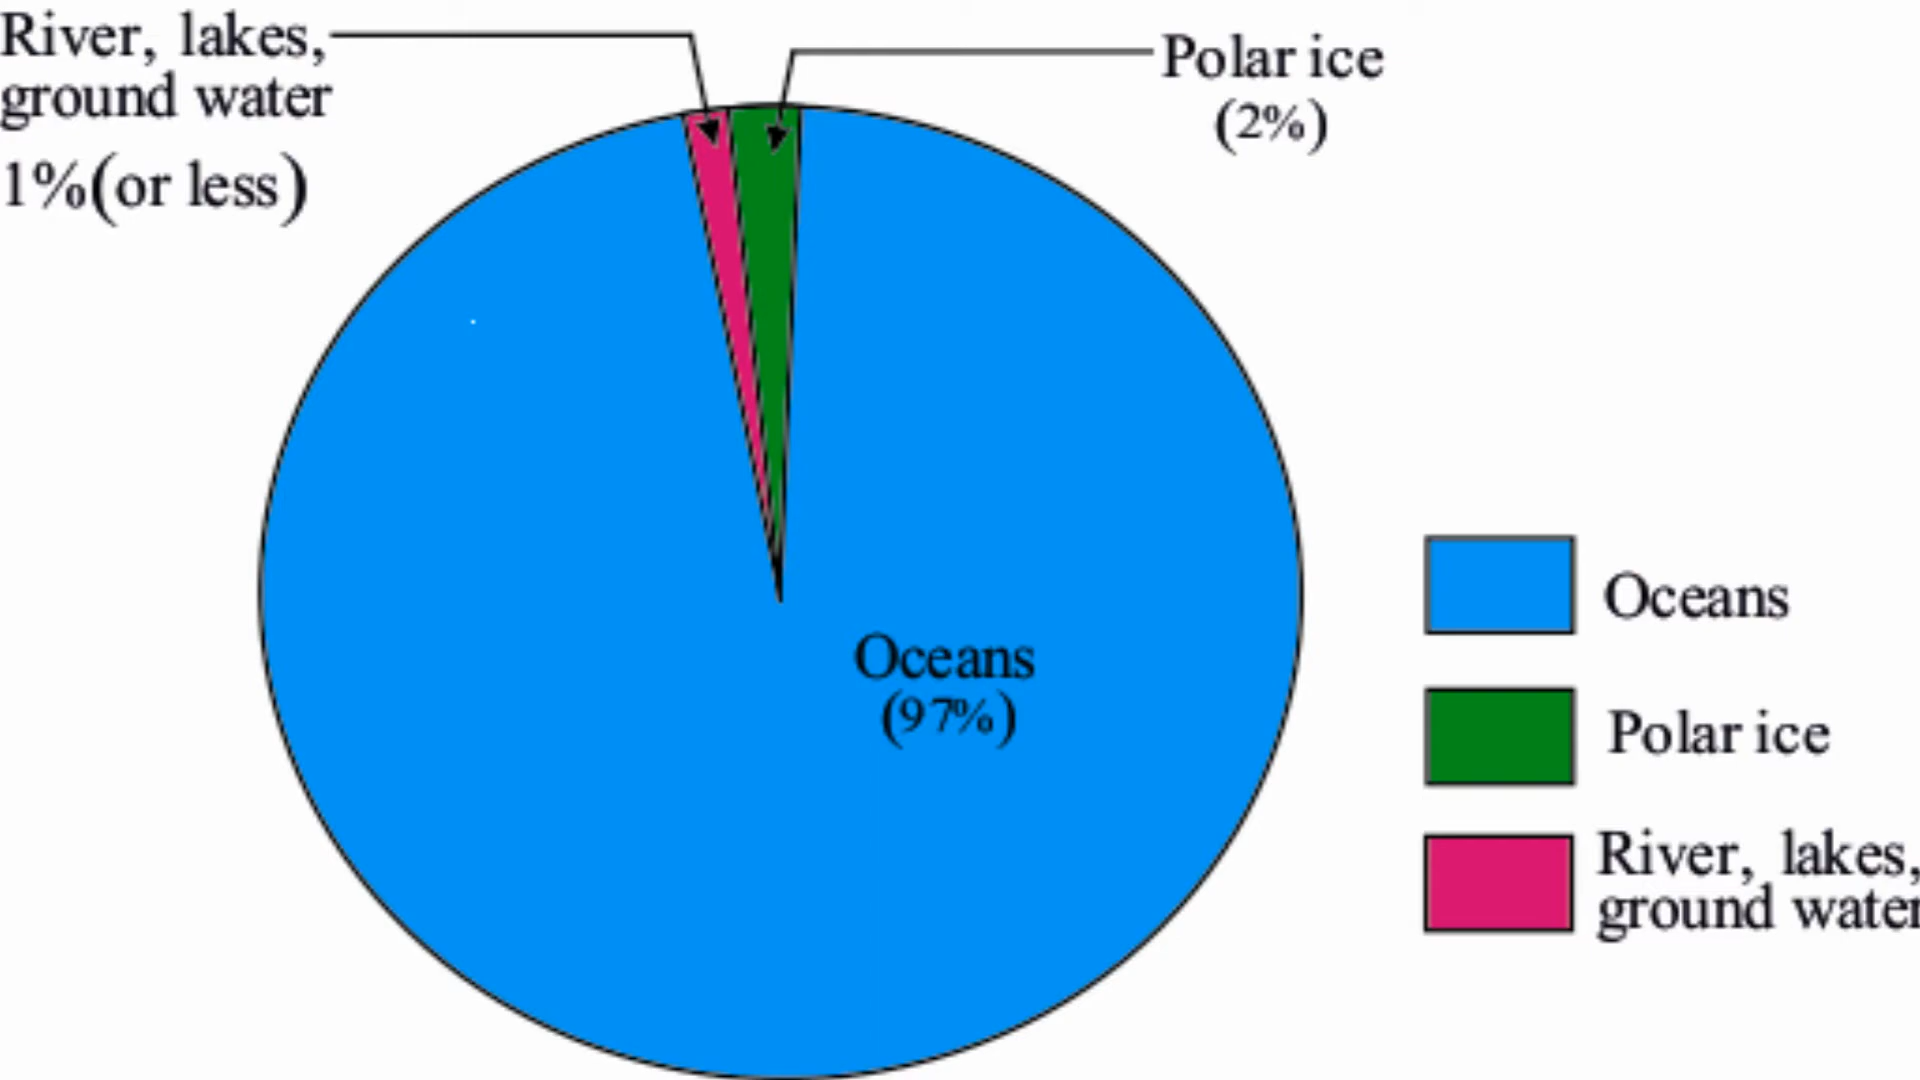 River, lakes,
ground water
1%(or less)
Polar ice
(2%)
Oceans
(97%)
Oceans
Polar ice
River, lakes,
ground water